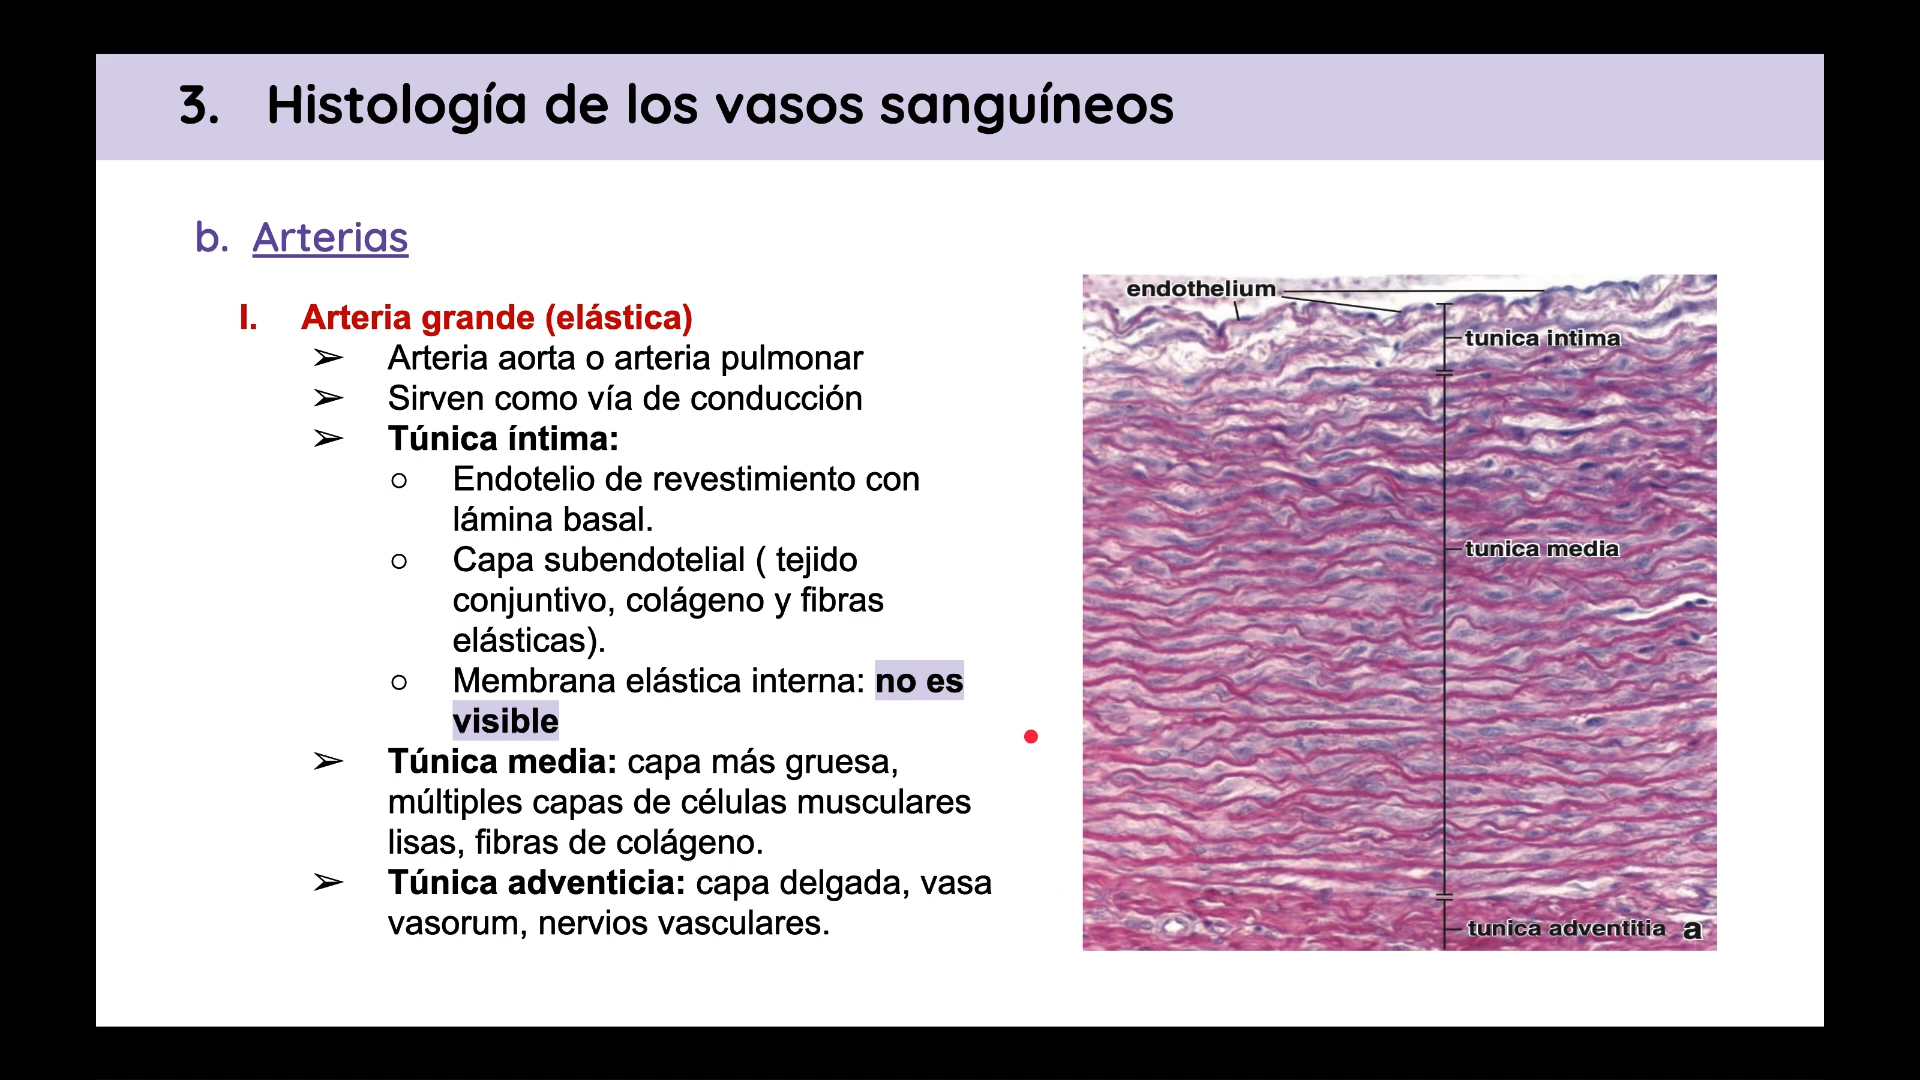 3. Histología de los vasos sanguíneos
b. Arterias
I. Arteria grande (elástica)
➢ Arteria aorta o arteria pulmonar
➢ Sirven como vía de conducción
➢ Túnica íntima:
○ Endotelio de revestimiento con
lámina basal.
○ Capa subendotelial ( tejido
conjuntivo, colágeno y fibras
elásticas).
○ Membrana elástica interna: no es
visible
➢ Túnica media: capa más gruesa,
múltiples capas de células musculares
lisas, fibras de colágeno.
➢ Túnica adventicia: capa delgada, vasa
vasorum, nervios vasculares.
endothelium
tunica intima
tunica media
tunica adventitia a